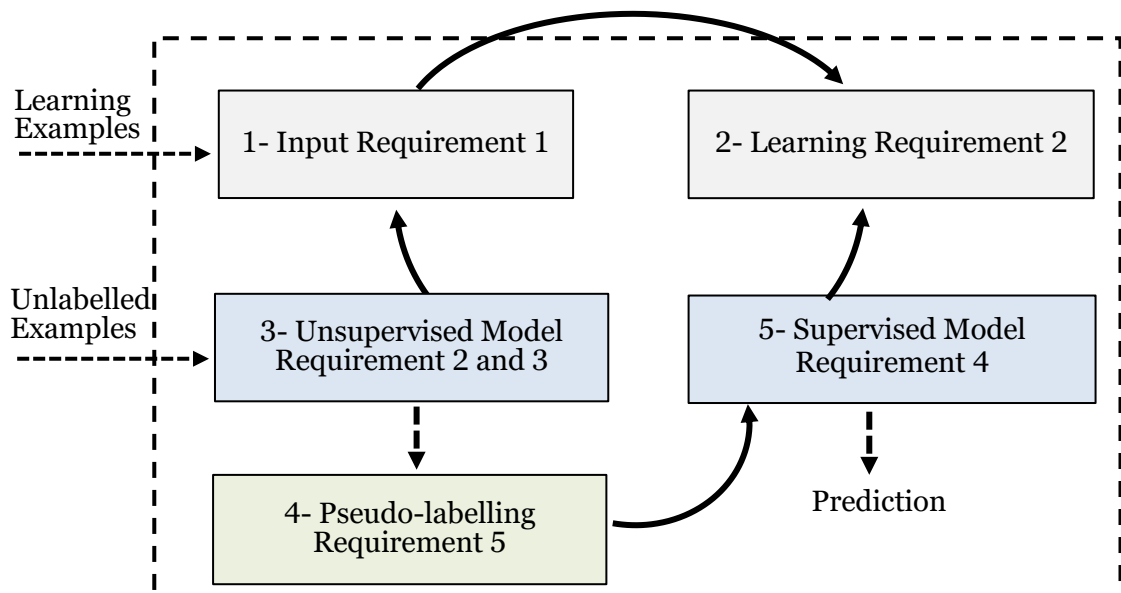 Learning
Examples
1- Input Requirement 1
2- Learning Requirement 2
Unlabelled
Examples
3- Unsupervised Model
Requirement 2 and 3
5- Supervised Model
Requirement 4
4- Pseudo-labelling
Requirement 5
Prediction